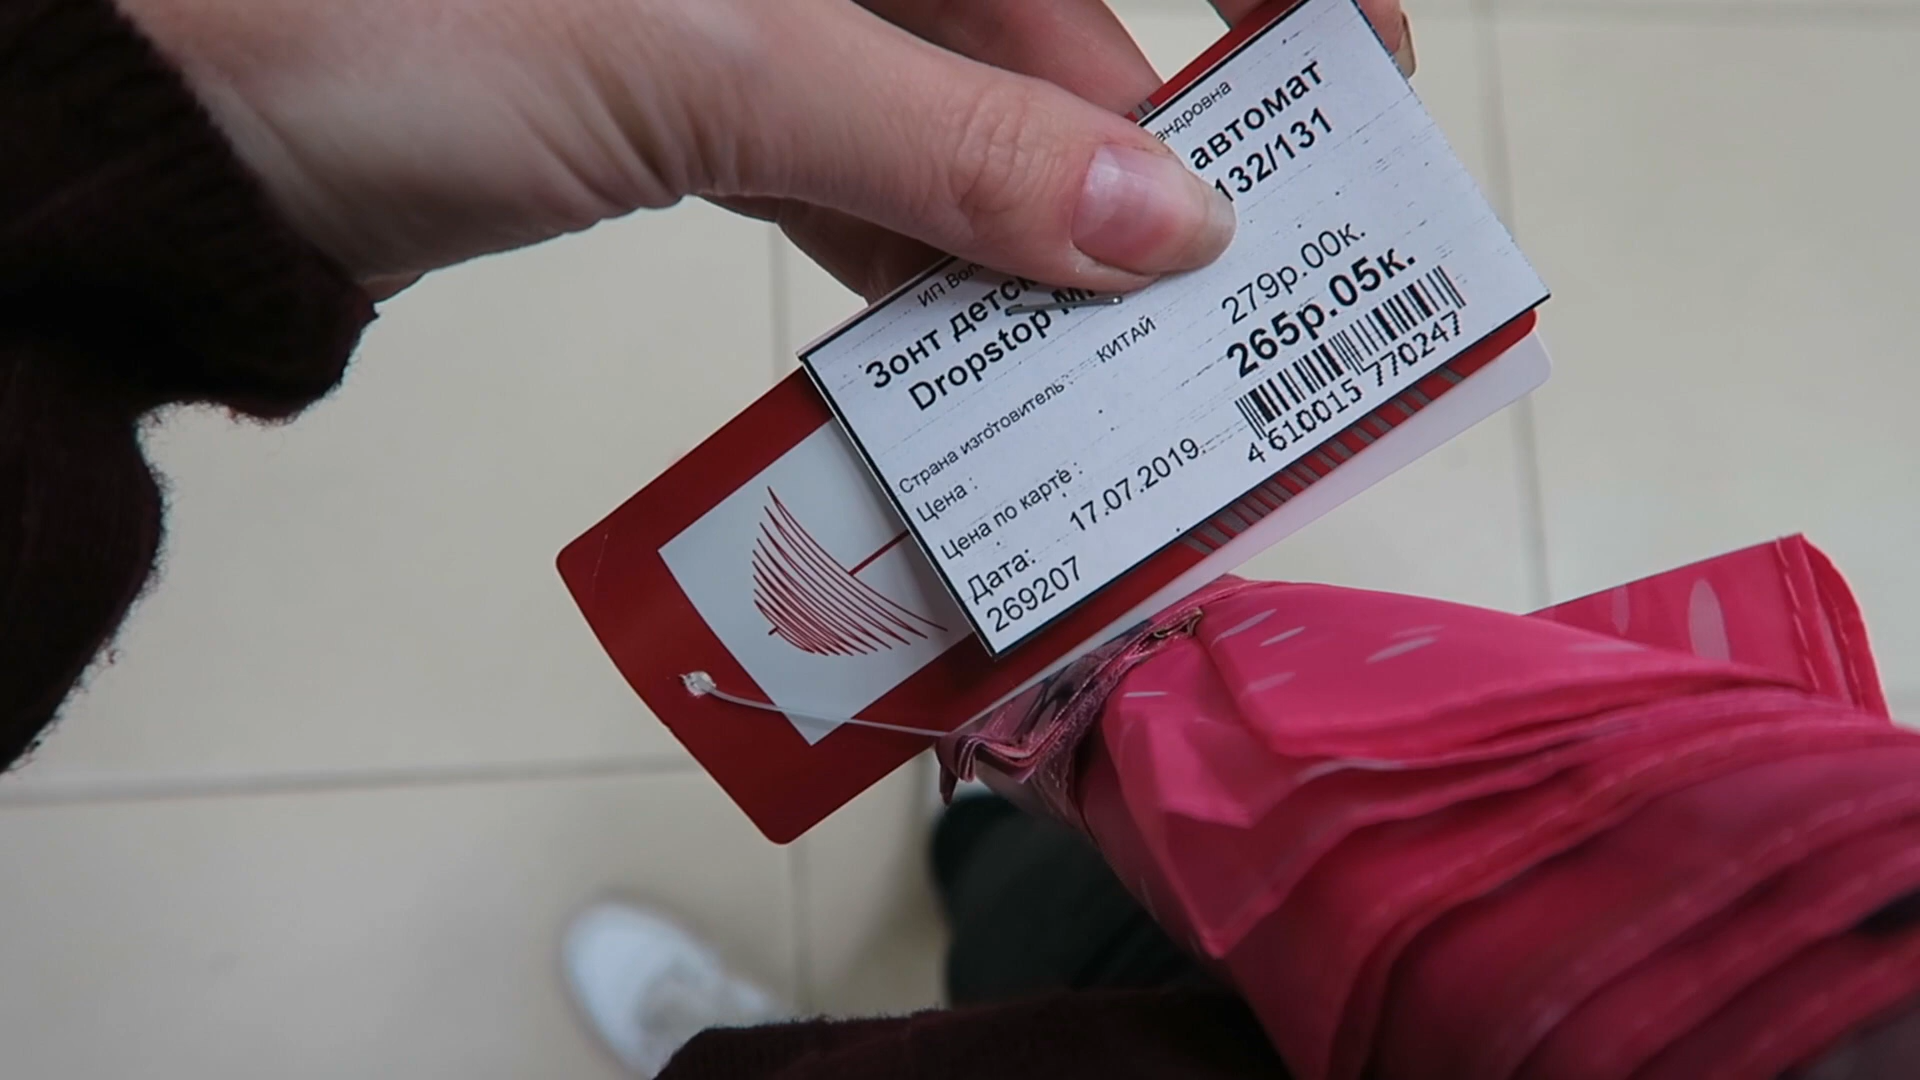 ИП андровна
Зонт детск автомат
Dropstop 132/131
Страна изготовитель: КИТАЙ
Цена : 279р.00к.
Цена по карте : 265р.05к.
Дата: 17.07.2019
269207
4 610015 770247